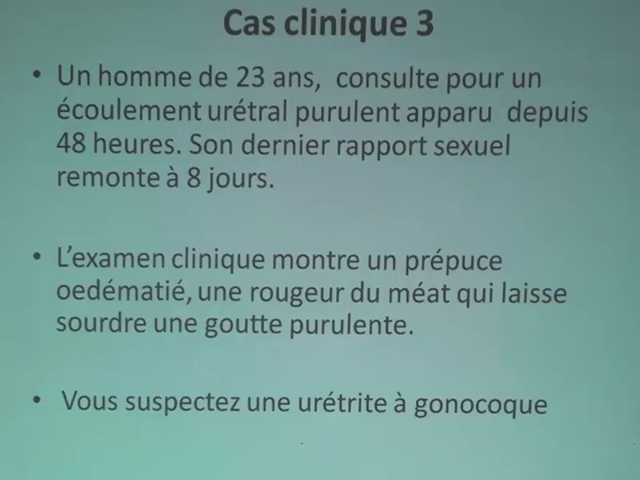 Cas clinique 3
• Un homme de 23 ans, consulte pour un
écoulement urétral purulent apparu depuis
48 heures. Son dernier rapport sexuel
remonte à 8 jours.
• L'examen clinique montre un prépuce
oedématié, une rougeur du méat qui laisse
sourdre une goutte purulente.
• Vous suspectez une urétrite à gonocoque